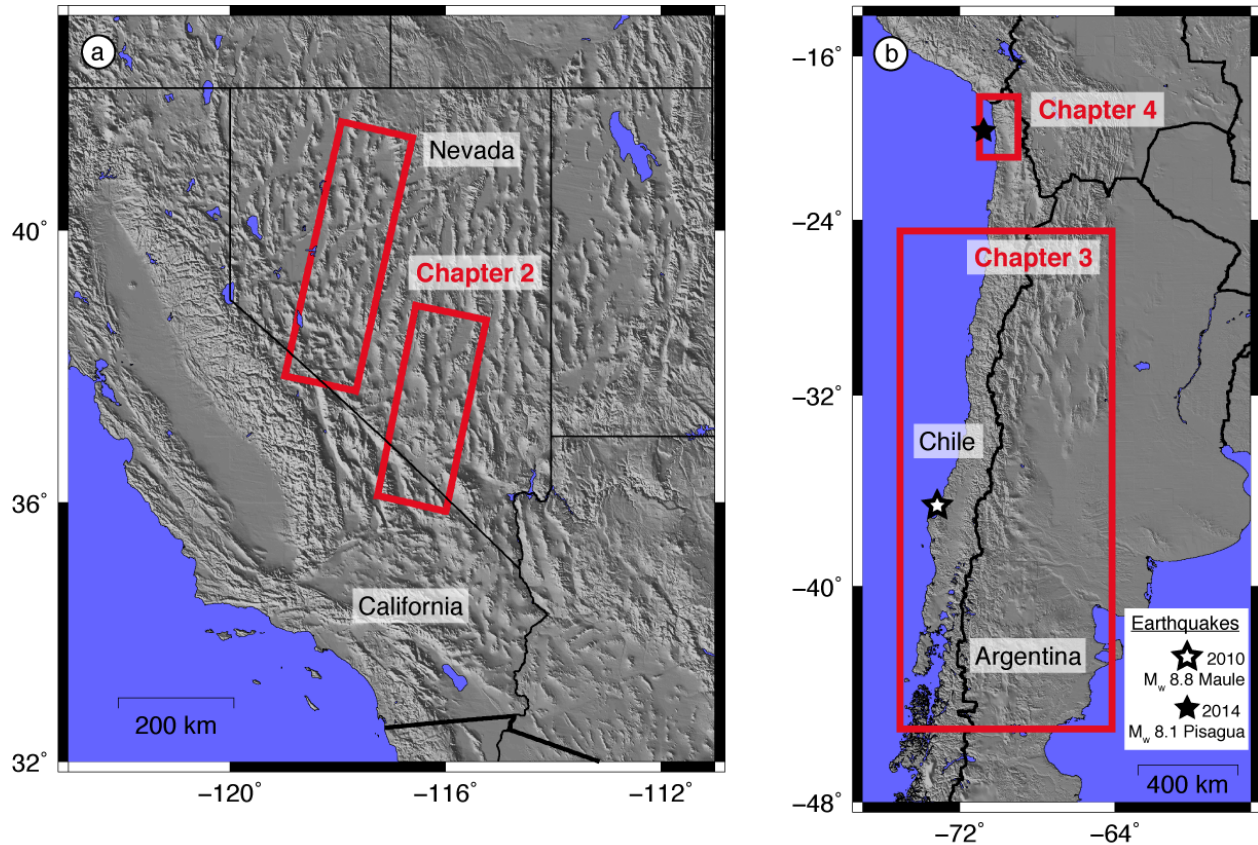 a
Nevada
Chapter 2
California
200 km
40°
36°
32°
−120°
−116°
−112°
b
Chapter 4
Chapter 3
Chile
Argentina
Earthquakes
2010
Mw 8.8 Maule
2014
Mw 8.1 Pisagua
400 km
−16°
−24°
−32°
−40°
−48°
−72°
−64°